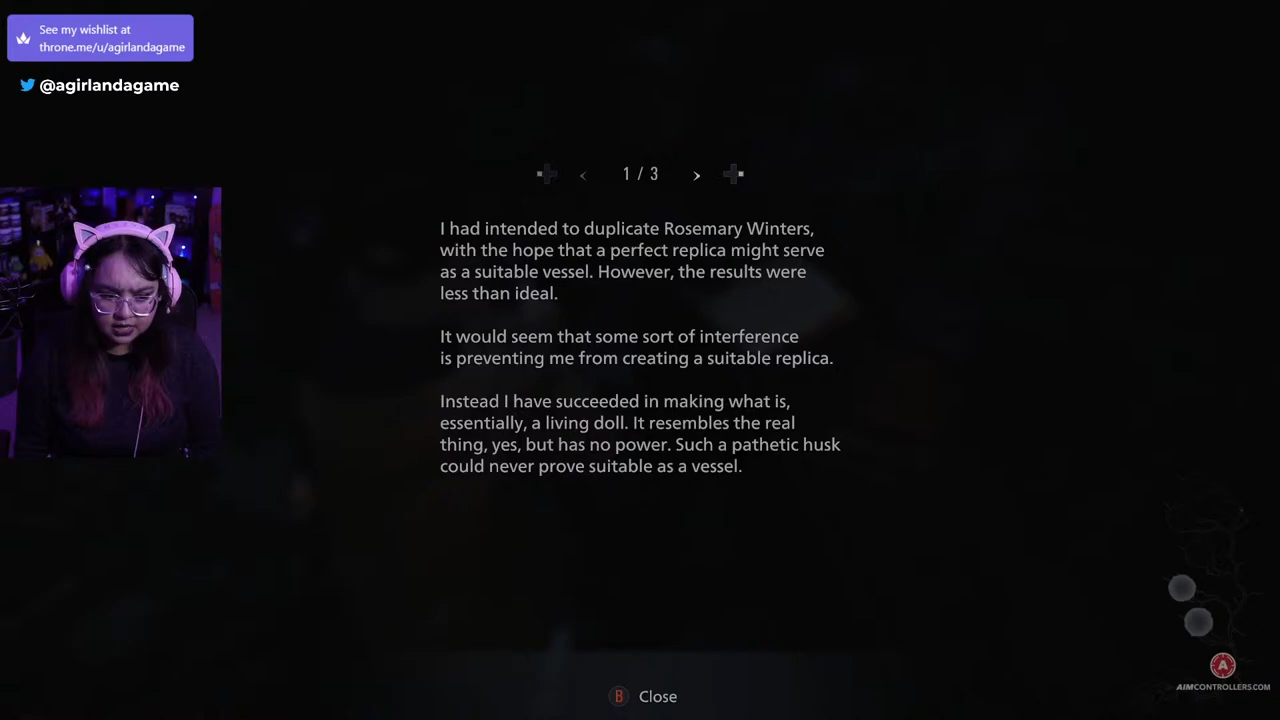 See my wishlist at
throne.me/u/agirlandagame
@agirlandagame
1 / 3
I had intended to duplicate Rosemary Winters,
with the hope that a perfect replica might serve
as a suitable vessel. However, the results were
less than ideal.
It would seem that some sort of interference
is preventing me from creating a suitable replica.
Instead I have succeeded in making what is,
essentially, a living doll. It resembles the real
thing, yes, but has no power. Such a pathetic husk
could never prove suitable as a vessel.
A
AIMCONTROLLERS.COM
B Close